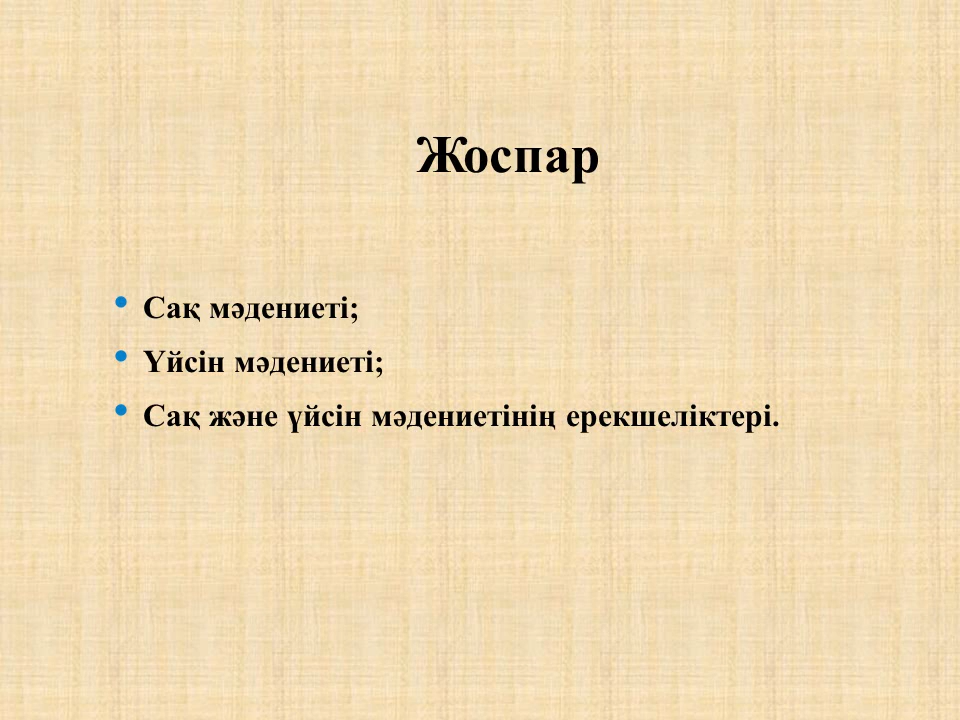 Жоспар
• Сақ мәдениеті;
• Үйсін мәдениеті;
• Сақ және үйсін мәдениетінің ерекшеліктері.